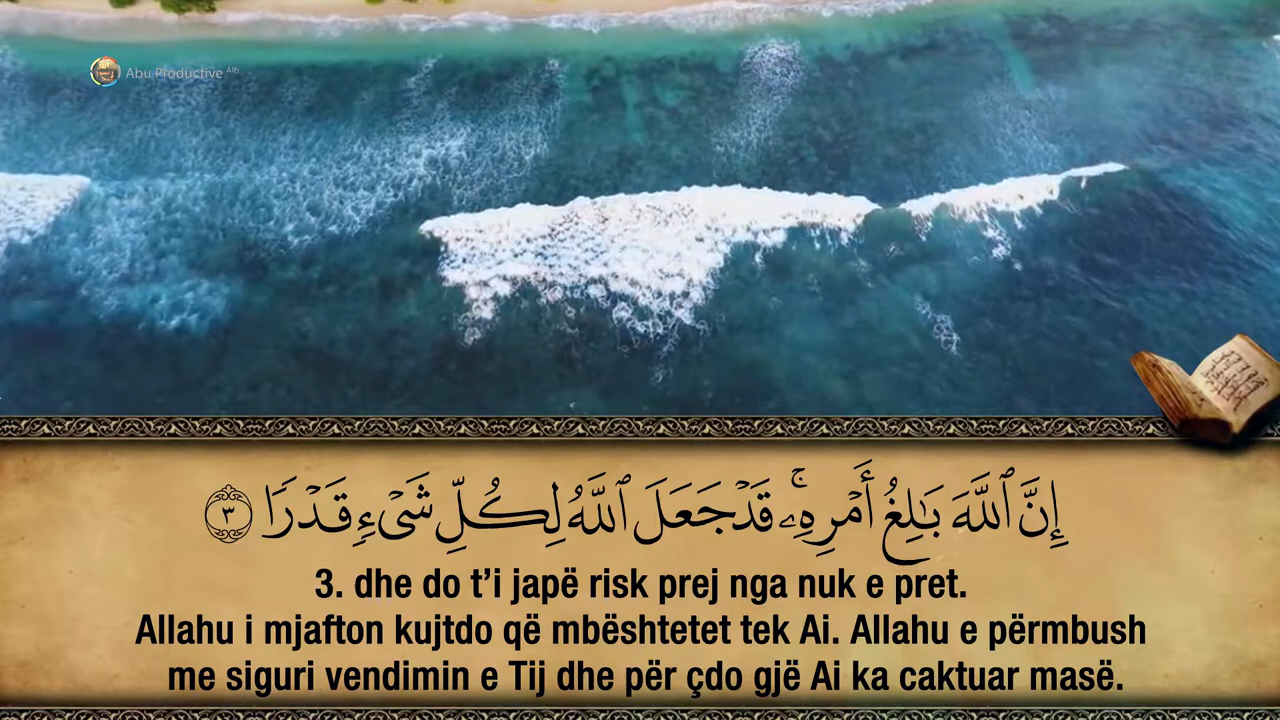 Abu Productive Alb
إِنَّ ٱللَّهَ بَٰلِغُ أَمْرِهِۦۚ قَدْ جَعَلَ ٱللَّهُ لِكُلِّ شَىْءٍ قَدْرًا ٣
3. dhe do t’i japë risk prej nga nuk e pret.
Allahu i mjafton kujtdo që mbështetet tek Ai. Allahu e përmbush
me siguri vendimin e Tij dhe për çdo gjë Ai ka caktuar masë.